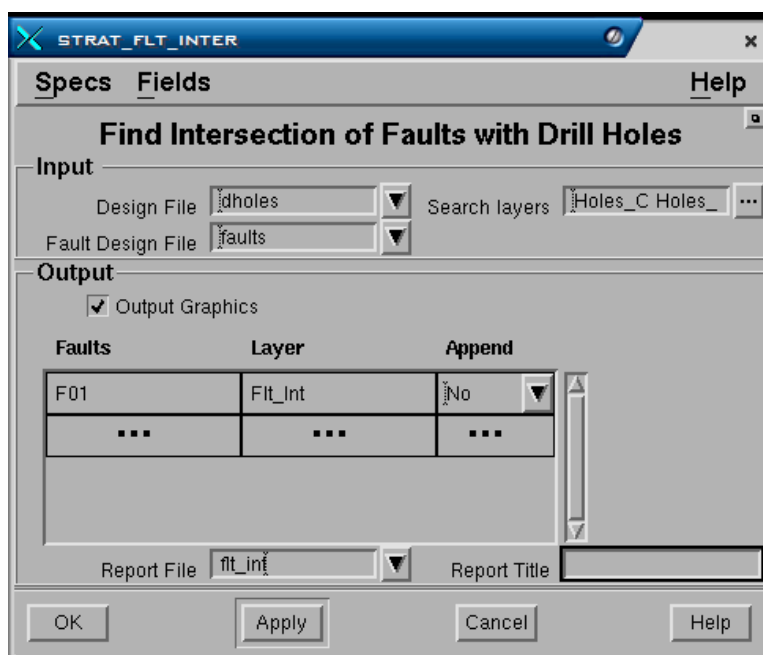 STRAT_FLT_INTER
Specs Fields Help
Find Intersection of Faults with Drill Holes
Input
Design File dholes Search layers Holes_C Holes_ ...
Fault Design File faults
Output
Output Graphics
Faults Layer Append
F01 Flt_Int No
... ... ...
Report File flt_int Report Title
OK Apply Cancel Help